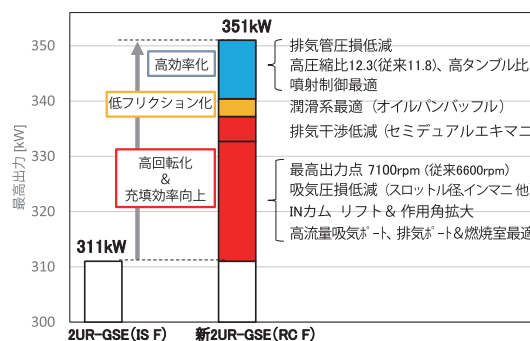 351kW
350
340
330
320
310
300
最高出力 [kW]
高効率化
低フリクション化
高回転化
&
充填効率向上
311kW
2UR-GSE(IS F)
新2UR-GSE(RC F)
排気管圧損低減
高圧縮比12.3(従来11.8)、高タンブル比
噴射制御最適
潤滑系最適（オイルパンバッフル）
排気干渉低減（セミデュアルエキマニ
最高出力点 7100rpm (従来6600rpm)
吸気圧損低減（スロットル径、インマニ 他
INカム リフト & 作用角拡大
高流量吸気ﾎﾟｰﾄ、排気ﾎﾟｰﾄ&燃焼室最適